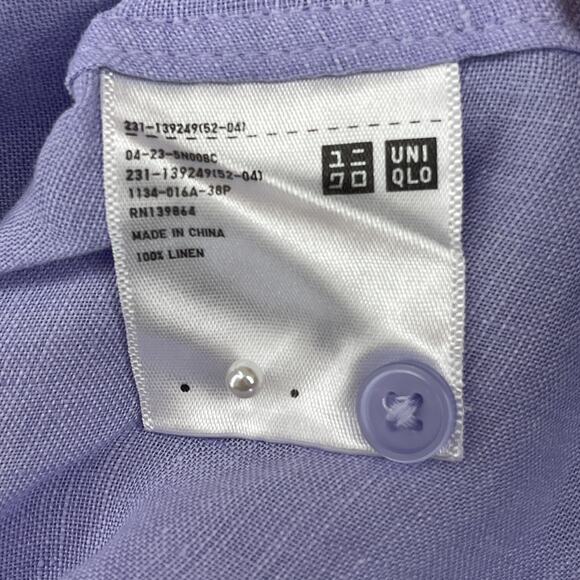 231-139249(52-04)
04-23-5N008C
231-139249(52-04)
1134-016A-38P
RN139864
MADE IN CHINA
100% LINEN
ユニ
クロ
UNI
QLO